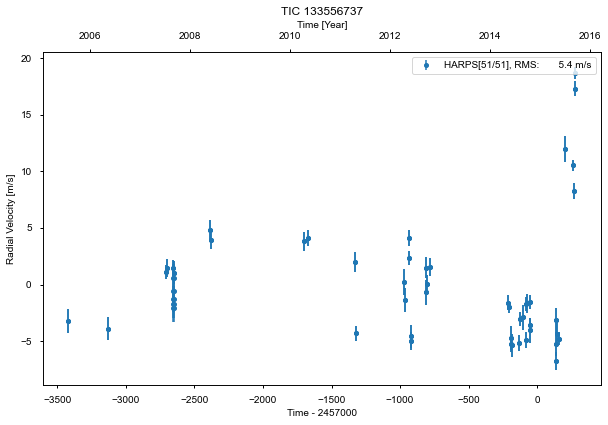 TIC 133556737
Time [Year]
2006 2008 2010 2012 2014 2016
HARPS[51/51], RMS: 5.4 m/s
20
15
10
5
0
−5
Radial Velocity [m/s]
−3500 −3000 −2500 −2000 −1500 −1000 −500 0
Time - 2457000